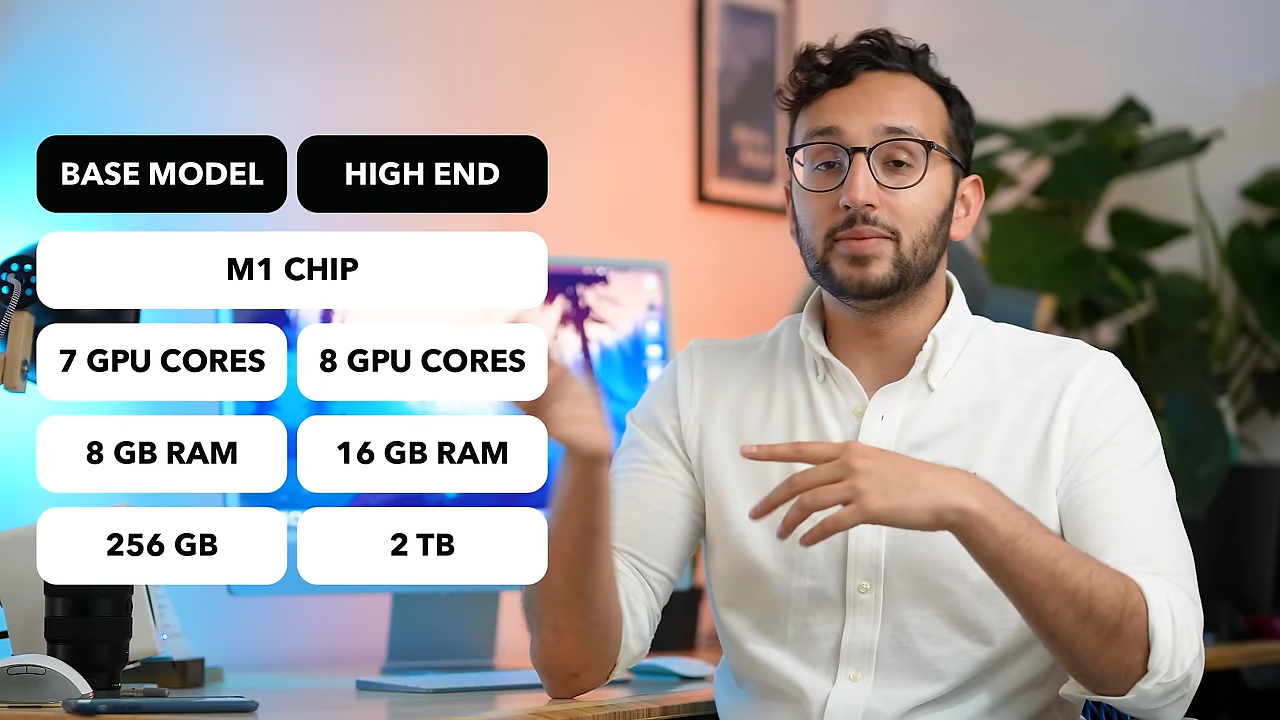 BASE MODEL HIGH END
M1 CHIP
7 GPU CORES 8 GPU CORES
8 GB RAM 16 GB RAM
256 GB 2 TB